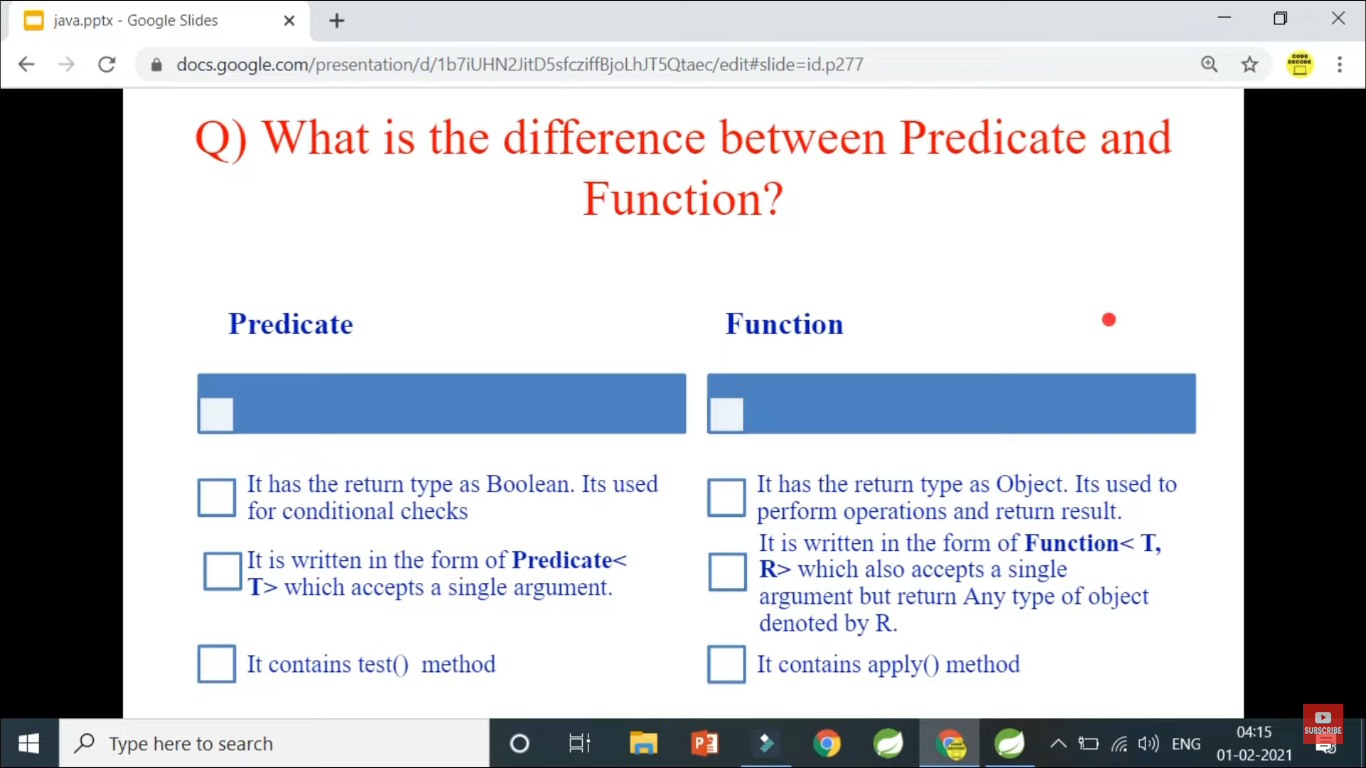 java.pptx - Google Slides
docs.google.com/presentation/d/1b7iUHN2JitD5sfcziffBjoLhJT5Qtaec/edit#slide=id.p277
CODE
DECODE
Q) What is the difference between Predicate and
Function?
Predicate
Function
It has the return type as Boolean. Its used
for conditional checks
It is written in the form of Predicate<
T> which accepts a single argument.
It contains test() method
It has the return type as Object. Its used to
perform operations and return result.
It is written in the form of Function< T,
R> which also accepts a single
argument but return Any type of object
denoted by R.
It contains apply() method
Type here to search
ENG
04:15
01-02-2021
SUBSCRIBE